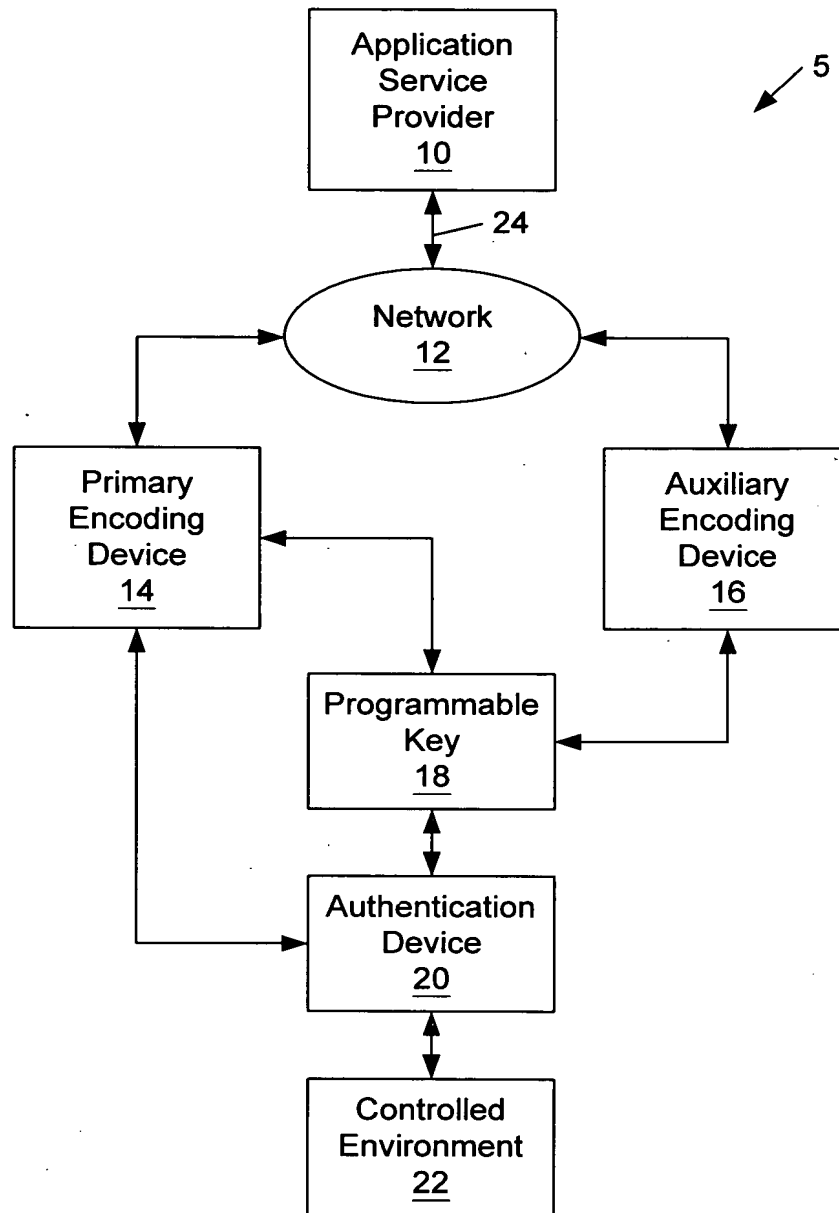 Application
Service
Provider
10
5
24
Network
12
Primary
Encoding
Device
14
Auxiliary
Encoding
Device
16
Programmable
Key
18
Authentication
Device
20
Controlled
Environment
22